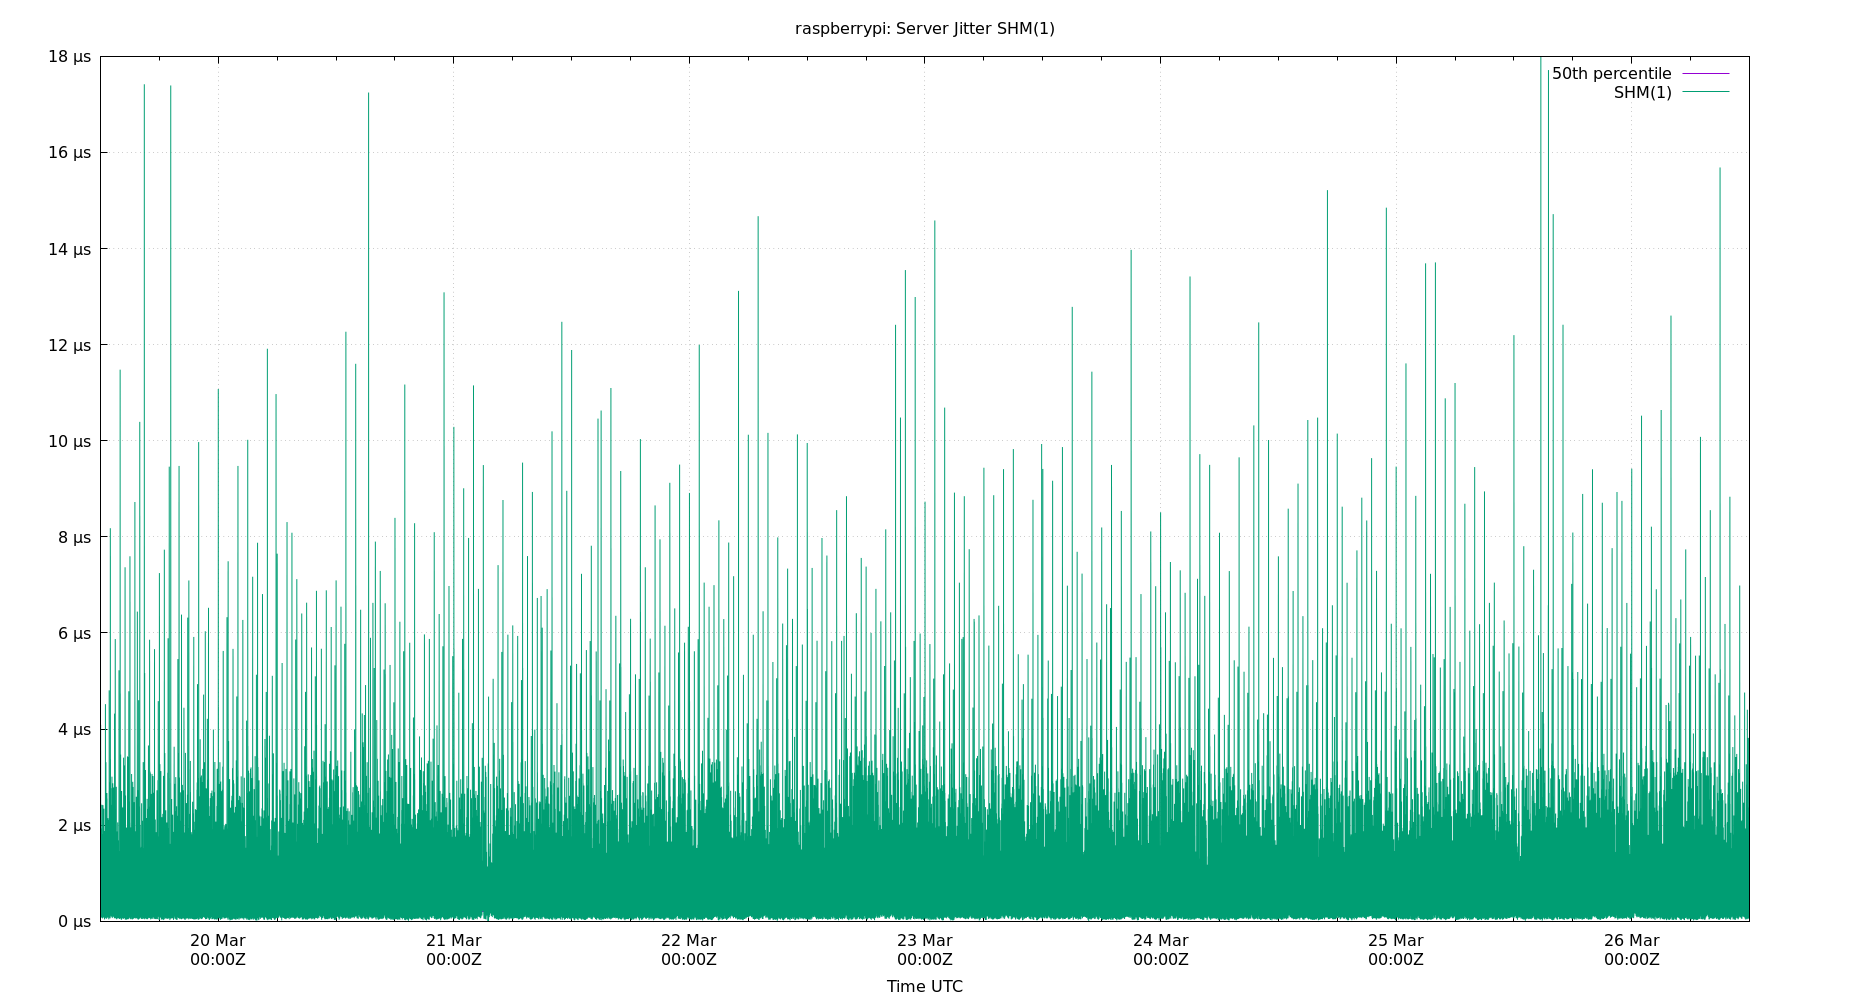 raspberrypi: Server Jitter SHM(1)
18 µs
16 µs
14 µs
12 µs
10 µs
8 µs
6 µs
4 µs
2 µs
0 µs
50th percentile
SHM(1)
20 Mar 21 Mar 22 Mar 23 Mar 24 Mar 25 Mar 26 Mar
00:00Z 00:00Z 00:00Z 00:00Z 00:00Z 00:00Z 00:00Z
Time UTC